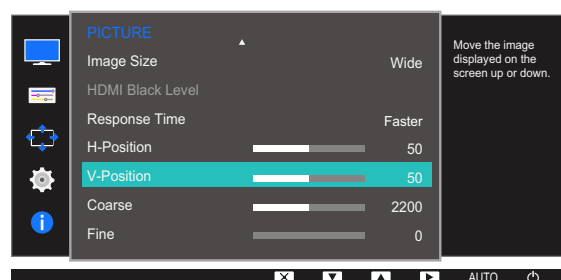 PICTURE
Image Size Wide
HDMI Black Level
Response Time Faster
H-Position 50
V-Position 50
Coarse 2200
Fine 0
Move the image
displayed on the
screen up or down.
AUTO